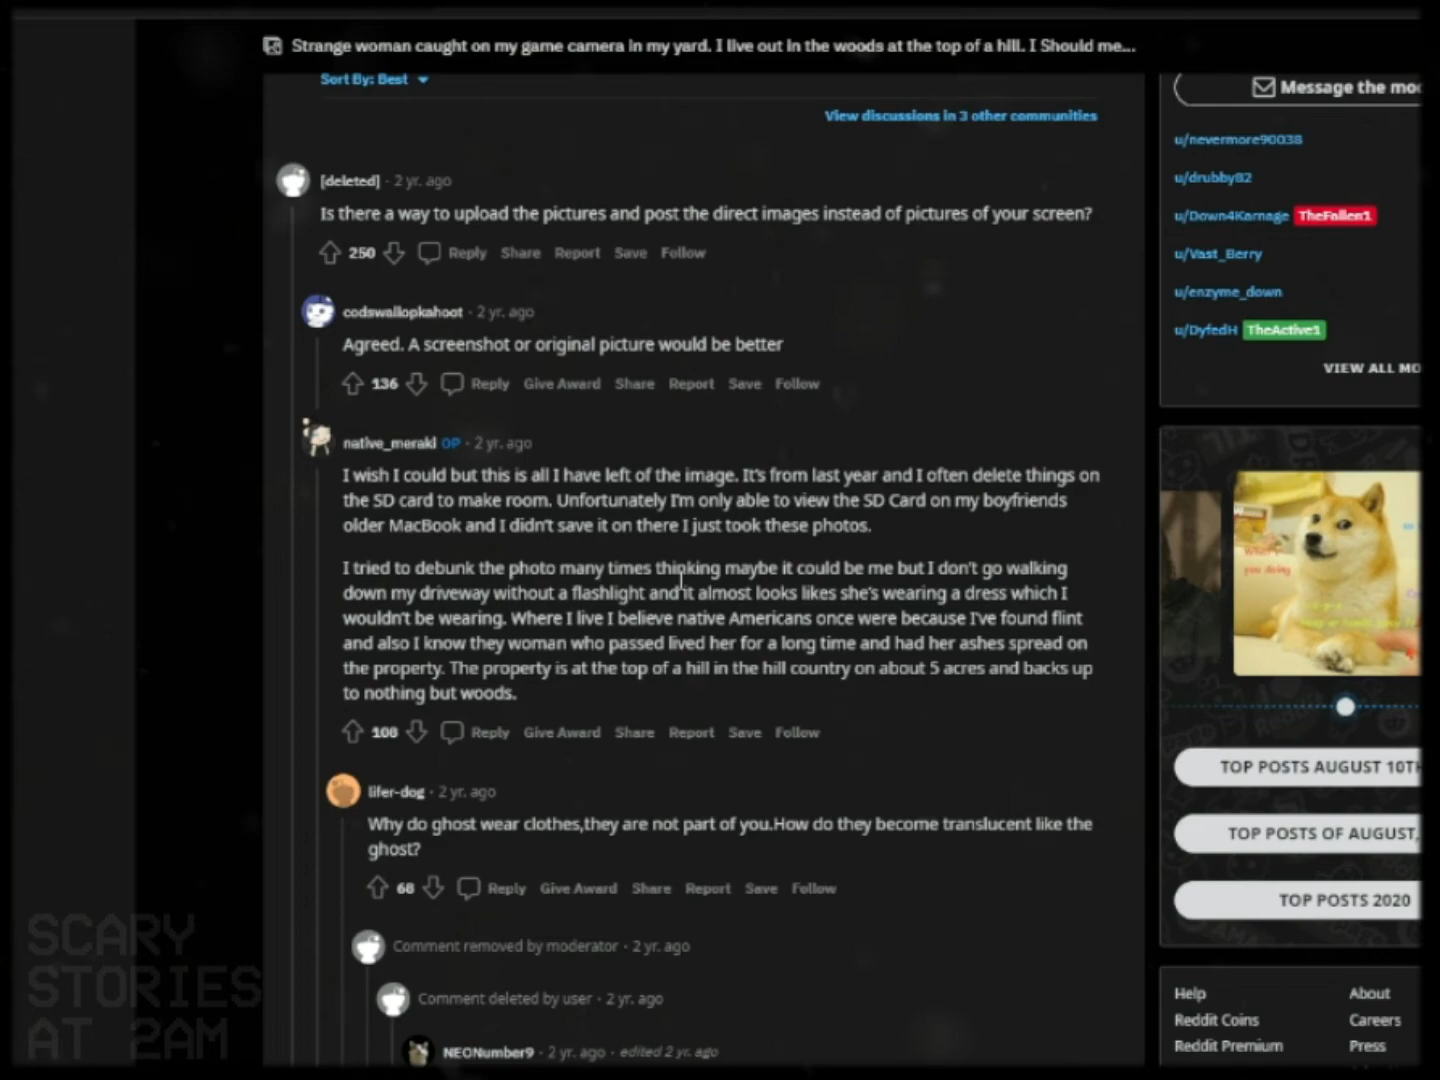 Strange woman caught on my game camera in my yard. I live out in the woods at the top of a hill. I Should me...
Sort By: Best
View discussions in 3 other communities
[deleted] · 2 yr. ago
Is there a way to upload the pictures and post the direct images instead of pictures of your screen?
250 Reply Share Report Save Follow
codswallopkahoot · 2 yr. ago
Agreed. A screenshot or original picture would be better
136 Reply Give Award Share Report Save Follow
native_meraki OP · 2 yr. ago
I wish I could but this is all I have left of the image. It's from last year and I often delete things on
the SD card to make room. Unfortunately I'm only able to view the SD Card on my boyfriends
older MacBook and I didn't save it on there I just took these photos.
I tried to debunk the photo many times thinking maybe it could be me but I don't go walking
down my driveway without a flashlight and it almost looks likes she's wearing a dress which I
wouldn't be wearing. Where I live I believe native Americans once were because I've found flint
and also I know they woman who passed lived her for a long time and had her ashes spread on
the property. The property is at the top of a hill in the hill country on about 5 acres and backs up
to nothing but woods.
108 Reply Give Award Share Report Save Follow
lifer-dog · 2 yr. ago
Why do ghost wear clothes,they are not part of you.How do they become translucent like the
ghost?
68 Reply Give Award Share Report Save Follow
Comment removed by moderator · 2 yr. ago
Comment deleted by user · 2 yr. ago
NEONumber9 · 2 yr. ago · edited 2 yr. ago
Message the mo
u/nevermore90038
u/drubby82
u/Down4Karnage TheFallen1
u/Vast_Berry
u/enzyme_down
u/DyfedH TheActive1
VIEW ALL MO
you doing
TOP POSTS AUGUST 10TH
TOP POSTS OF AUGUST,
TOP POSTS 2020
Help About
Reddit Coins Careers
Reddit Premium Press
SCARY
STORIES
AT 2AM